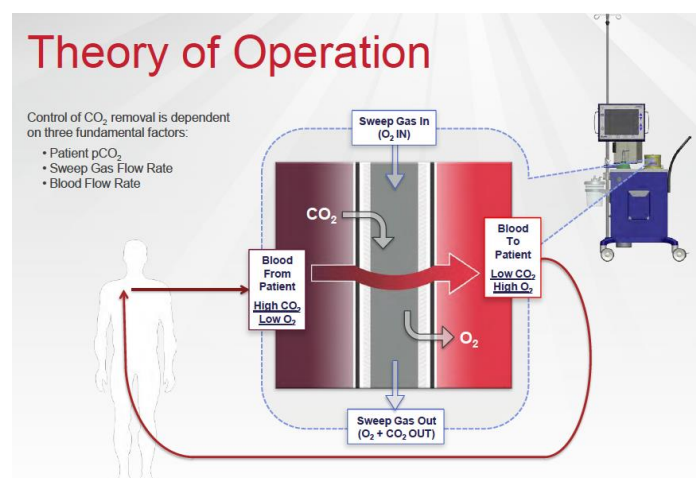 Theory of Operation
Control of CO₂ removal is dependent
on three fundamental factors:
• Patient pCO₂
• Sweep Gas Flow Rate
• Blood Flow Rate
Sweep Gas In
(O₂ IN)
CO₂
Blood
From
Patient
High CO₂
Low O₂
Blood
To
Patient
Low CO₂
High O₂
O₂
Sweep Gas Out
(O₂ + CO₂ OUT)